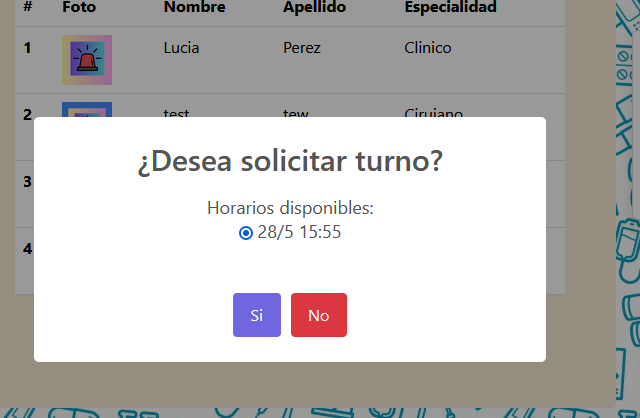 # Foto Nombre Apellido Especialidad
1 Lucia Perez Clinico
2 test tew Cirujano
¿Desea solicitar turno?
Horarios disponibles:
28/5 15:55
3
4
Si No